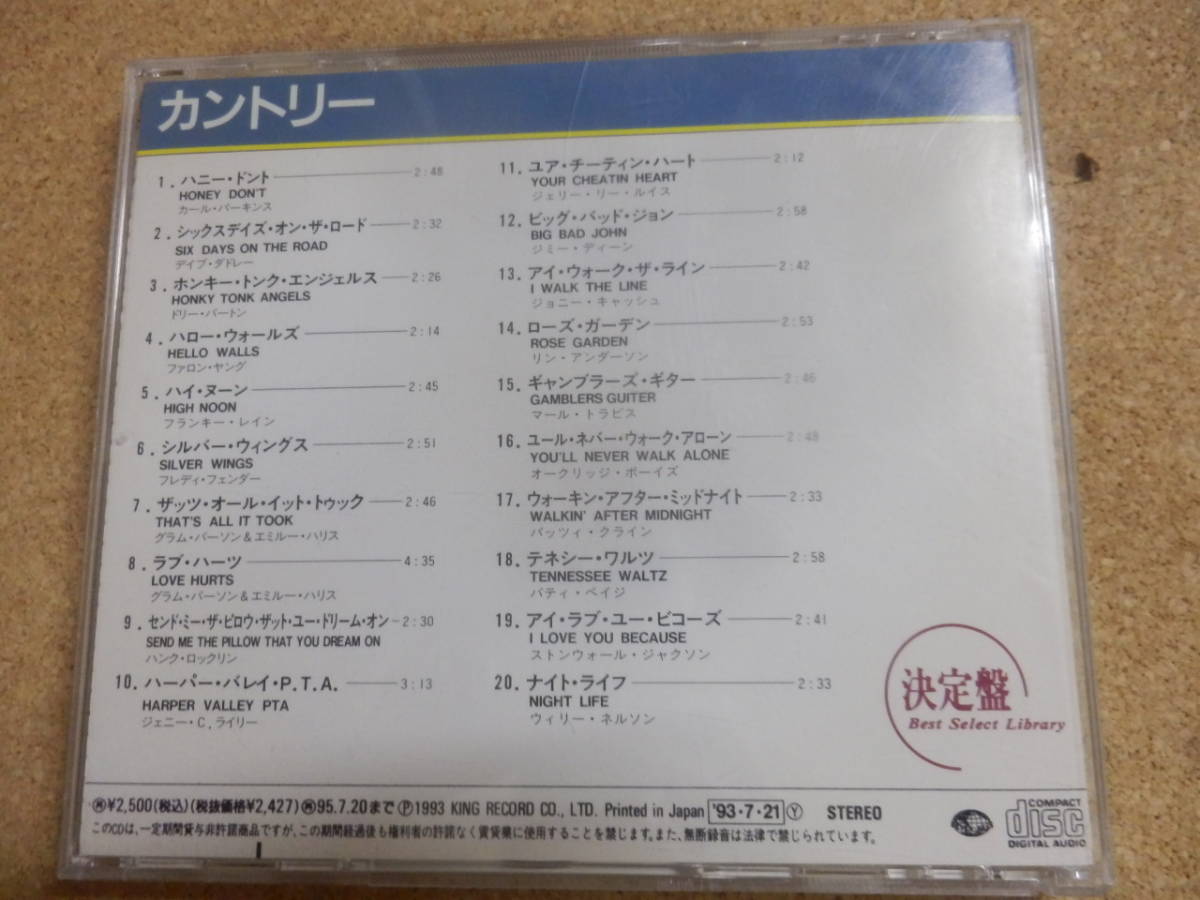 カントリー
1. ハニー・ドント 2:48
HONEY DON'T
カール・パーキンス
2. シックスデイズ・オン・ザ・ロード 2:32
SIX DAYS ON THE ROAD
デイブ・ダドレー
3. ホンキー・トンク・エンジェルス 2:26
HONKY TONK ANGELS
ドリー・パートン
4. ハロー・ウォールズ 2:14
HELLO WALLS
ファロン・ヤング
5. ハイ・ヌーン 2:45
HIGH NOON
フランキー・レイン
6. シルバー・ウィングス 2:51
SILVER WINGS
フレディ・フェンダー
7. ザッツ・オール・イット・トゥック 2:46
THAT'S ALL IT TOOK
グラム・パーソン&エミルー・ハリス
8. ラブ・ハーツ 4:35
LOVE HURTS
グラム・パーソン&エミルー・ハリス
9. センド・ミー・ザ・ピロウ・ザット・ユー・ドリーム・オン 2:30
SEND ME THE PILLOW THAT YOU DREAM ON
ハンク・ロックリン
10. ハーパー・バレイ・P.T.A. 3:13
HARPER VALLEY PTA
ジェニー・C.ライリー
11. ユア・チーティン・ハート 2:12
YOUR CHEATIN HEART
ジェリー・リー・ルイス
12. ビッグ・バッド・ジョン 2:58
BIG BAD JOHN
ジミー・ディーン
13. アイ・ウォーク・ザ・ライン 2:42
I WALK THE LINE
ジョニー・キャッシュ
14. ローズ・ガーデン 2:53
ROSE GARDEN
リン・アンダーソン
15. ギャンブラーズ・ギター 2:46
GAMBLERS GUITER
マール・トラビス
16. ユール・ネバー・ウォーク・アローン 2:48
YOU'LL NEVER WALK ALONE
オークリッジ・ボーイズ
17. ウォーキン・アフター・ミッドナイト 2:33
WALKIN' AFTER MIDNIGHT
パッツィ・クライン
18. テネシー・ワルツ 2:58
TENNESSEE WALTZ
パティ・ペイジ
19. アイ・ラブ・ユー・ビコーズ 2:41
I LOVE YOU BECAUSE
ストンウォール・ジャクソン
20. ナイト・ライフ 2:33
NIGHT LIFE
ウィリー・ネルソン
決定盤
Best Select Library
㊑¥2,500(税込)(税抜価格¥2,427)㊑95.7.20まで Ⓟ1993 KING RECORD CO., LTD. Printed in Japan '93・7・21 Ⓨ STEREO
このCDは、一定期間貸与非許諾商品ですが、この期間経過後も権利者の許諾なく賃貸業に使用することを禁じます。また、無断録音は法律で禁じられています。
COMPACT
disc
DIGITAL AUDIO